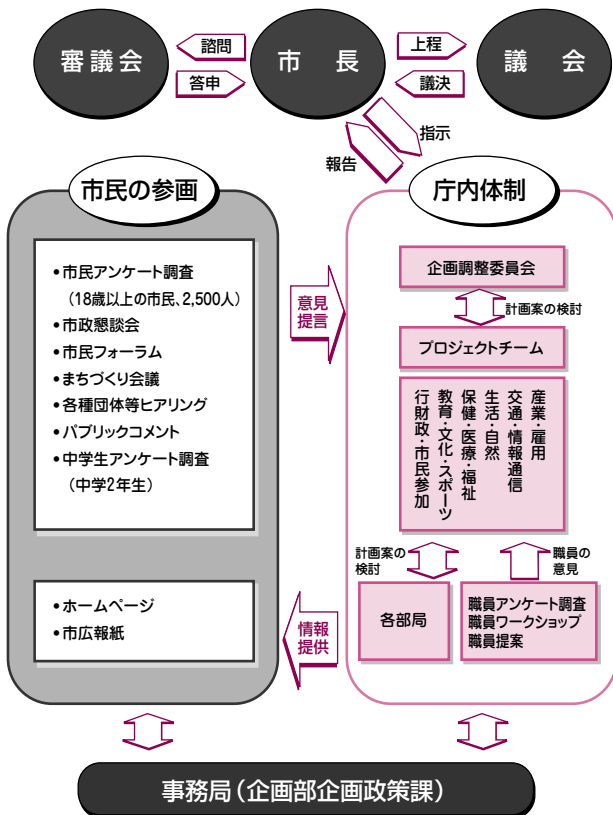 審議会
諮問
答申
市長
上程
議決
議会
指示
報告
市民の参画
• 市民アンケート調査
（18歳以上の市民、2,500人）
• 市政懇談会
• 市民フォーラム
• まちづくり会議
• 各種団体等ヒアリング
• パブリックコメント
• 中学生アンケート調査
（中学2年生）
• ホームページ
• 市広報紙
意見
提言
情報
提供
庁内体制
企画調整委員会
計画案の検討
プロジェクトチーム
産業・雇用
交通・情報通信
生活・自然
保健・医療・福祉
教育・文化・スポーツ
行財政・市民参加
計画案の
検討
職員の
意見
各部局
職員アンケート調査
職員ワークショップ
職員提案
事務局（企画部企画政策課）